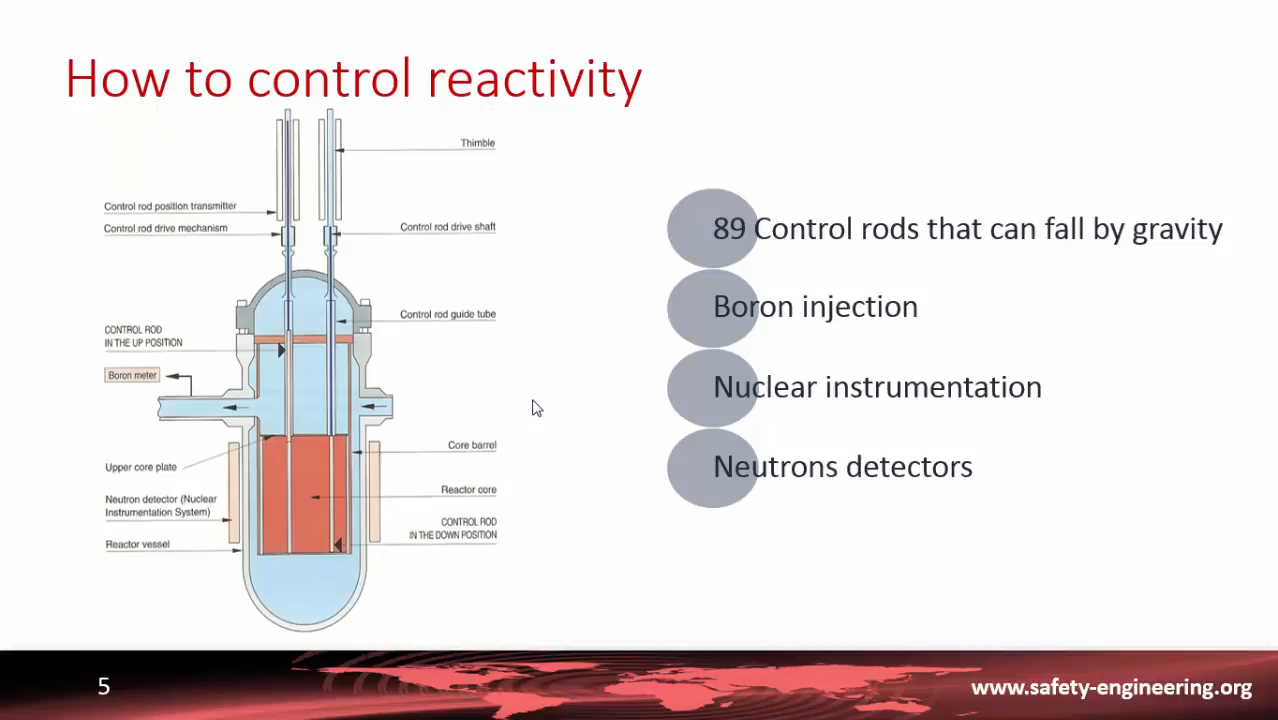 How to control reactivity
Thimble
Control rod position transmitter
Control rod drive mechanism
Control rod drive shaft
Control rod guide tube
CONTROL ROD
IN THE UP POSITION
Boron meter
Core barrel
Upper core plate
Reactor core
Neutron detector (Nuclear
Instrumentation System)
CONTROL ROD
IN THE DOWN POSITION
Reactor vessel
89 Control rods that can fall by gravity
Boron injection
Nuclear instrumentation
Neutrons detectors
5
www.safety-engineering.org